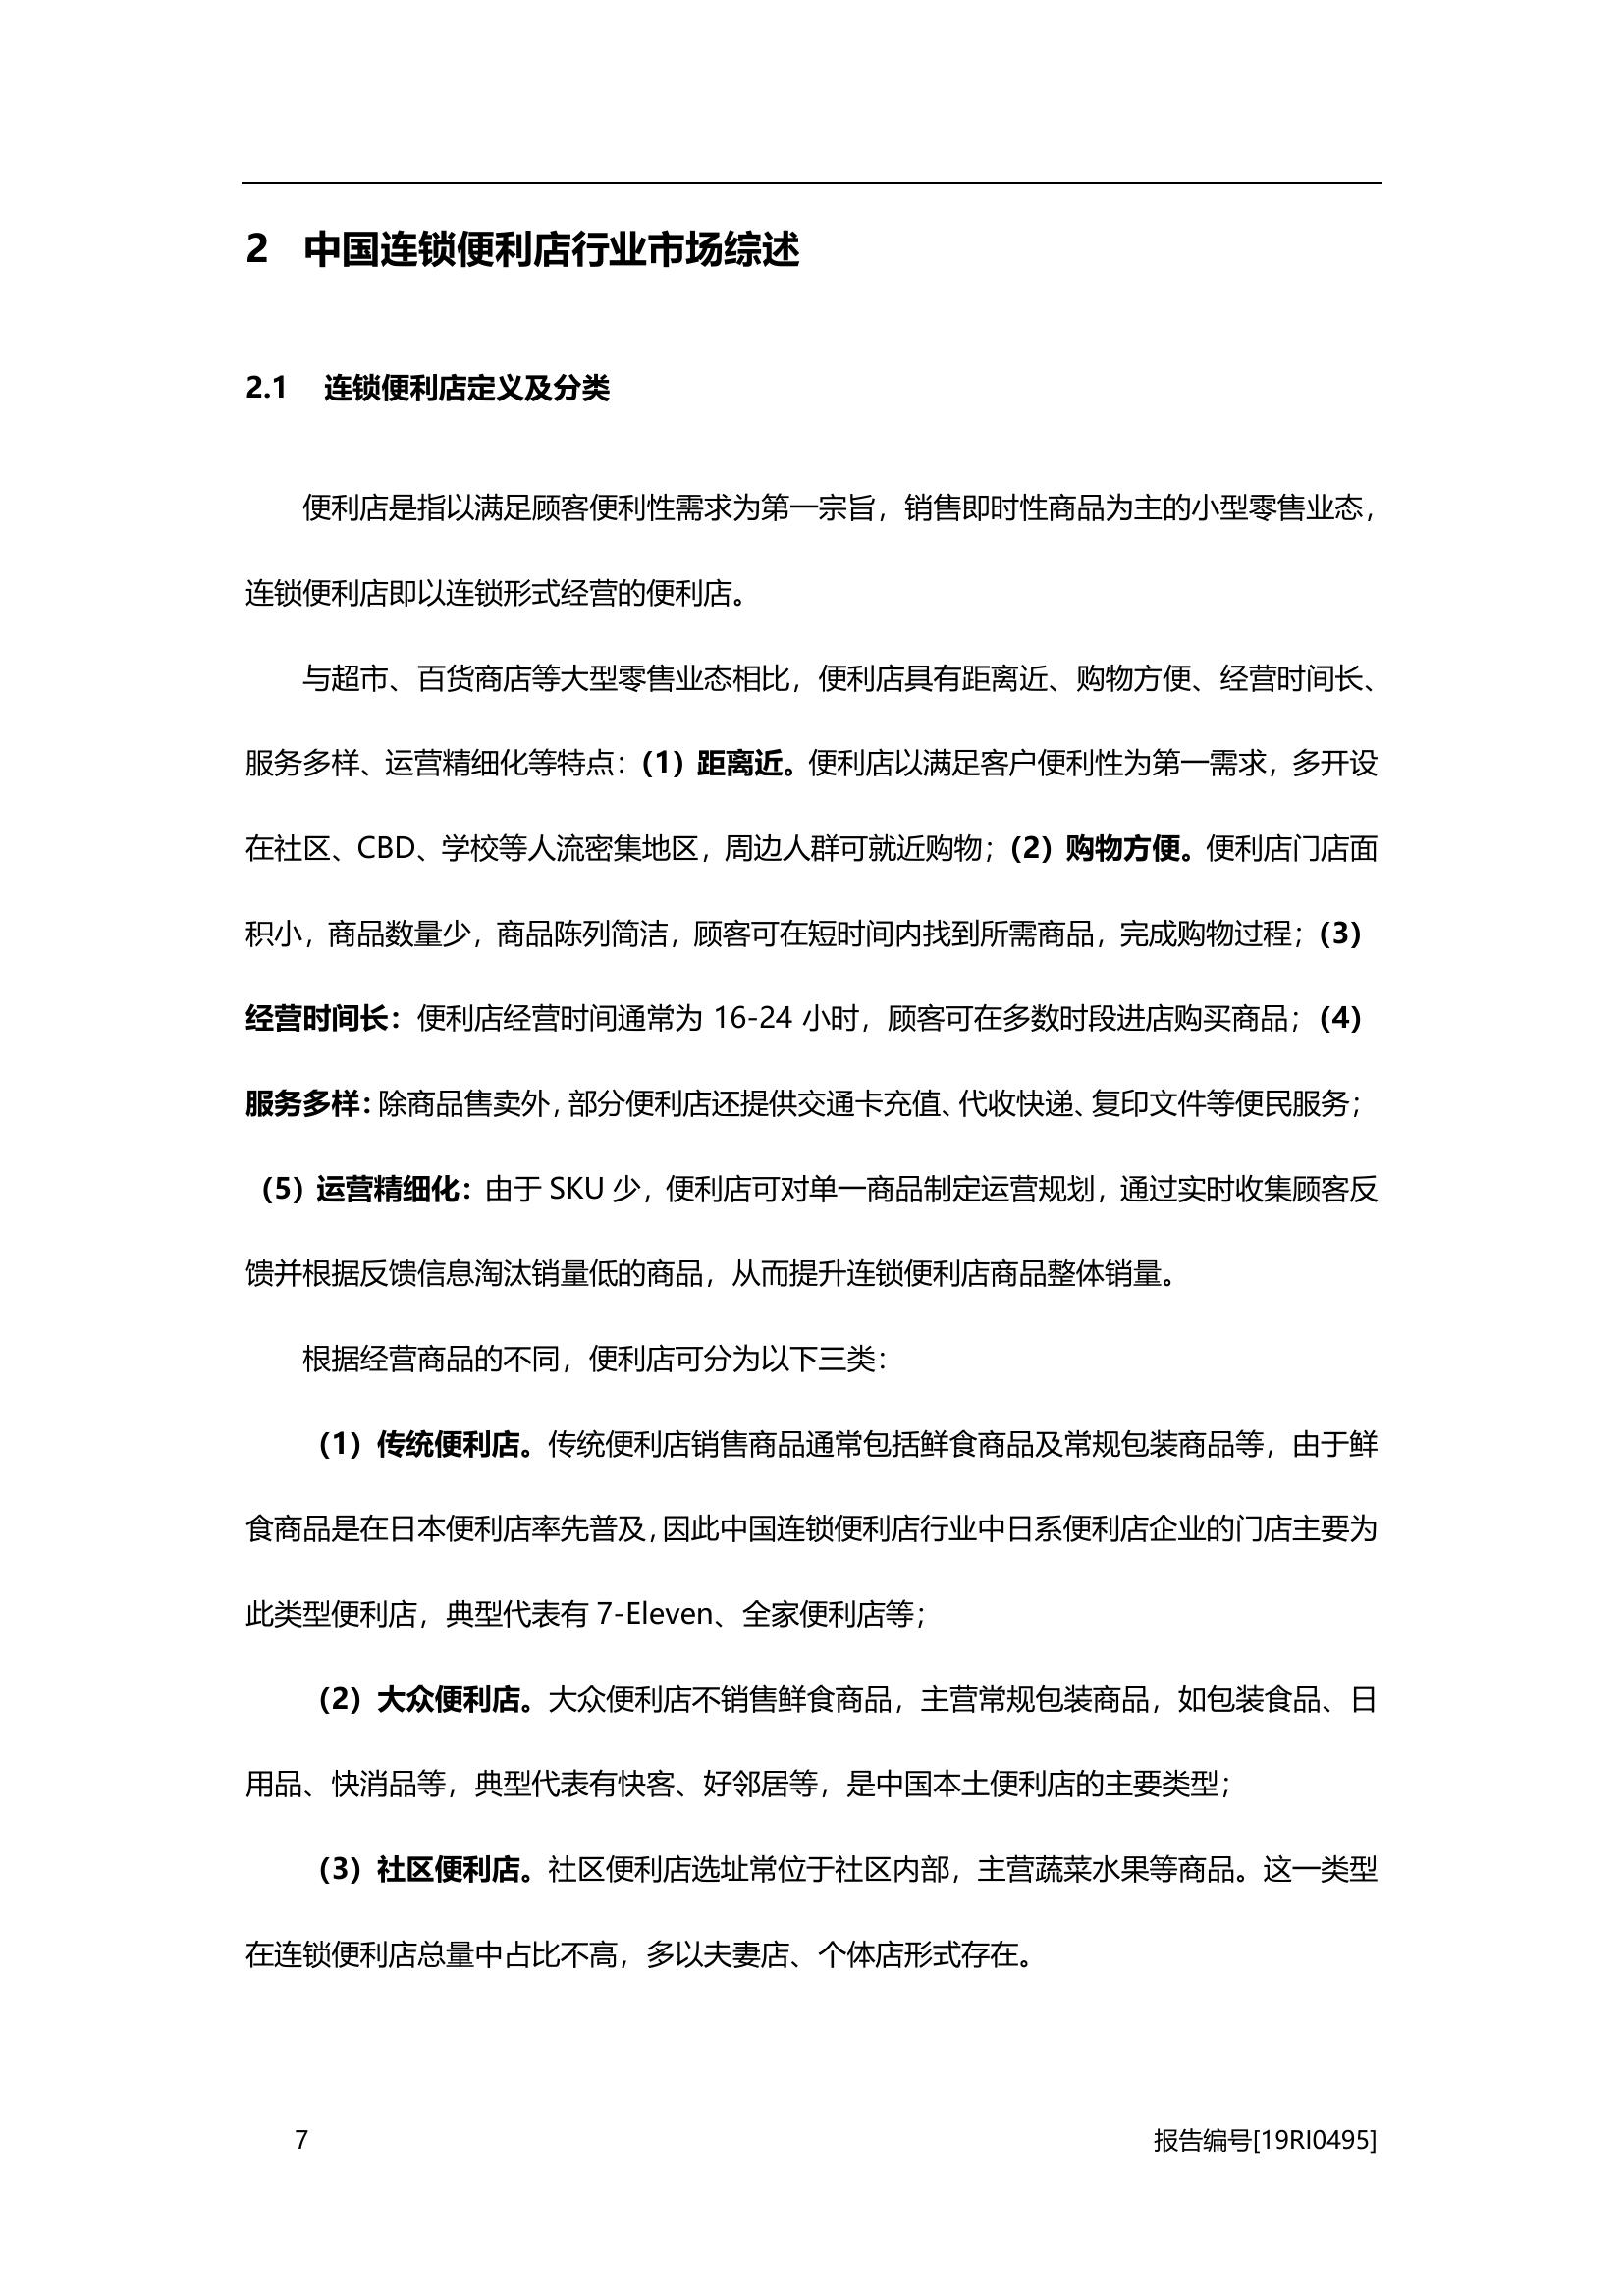 2 中国连锁便利店行业市场综述
2.1 连锁便利店定义及分类
便利店是指以满足顾客便利性需求为第一宗旨，销售即时性商品为主的小型零售业态，
连锁便利店即以连锁形式经营的便利店。
与超市、百货商店等大型零售业态相比，便利店具有距离近、购物方便、经营时间长、
服务多样、运营精细化等特点：（1）距离近。便利店以满足客户便利性为第一需求，多开设
在社区、CBD、学校等人流密集地区，周边人群可就近购物；（2）购物方便。便利店门店面
积小，商品数量少，商品陈列简洁，顾客可在短时间内找到所需商品，完成购物过程；（3）
经营时间长：便利店经营时间通常为 16-24 小时，顾客可在多数时段进店购买商品；（4）
服务多样：除商品售卖外，部分便利店还提供交通卡充值、代收快递、复印文件等便民服务；
（5）运营精细化：由于 SKU 少，便利店可对单一商品制定运营规划，通过实时收集顾客反
馈并根据反馈信息淘汰销量低的商品，从而提升连锁便利店商品整体销量。
根据经营商品的不同，便利店可分为以下三类：
（1）传统便利店。传统便利店销售商品通常包括鲜食商品及常规包装商品等，由于鲜
食商品是在日本便利店率先普及，因此中国连锁便利店行业中日系便利店企业的门店主要为
此类型便利店，典型代表有 7-Eleven、全家便利店等；
（2）大众便利店。大众便利店不销售鲜食商品，主营常规包装商品，如包装食品、日
用品、快消品等，典型代表有快客、好邻居等，是中国本土便利店的主要类型；
（3）社区便利店。社区便利店选址常位于社区内部，主营蔬菜水果等商品。这一类型
在连锁便利店总量中占比不高，多以夫妻店、个体店形式存在。
7 报告编号[19RI0495]